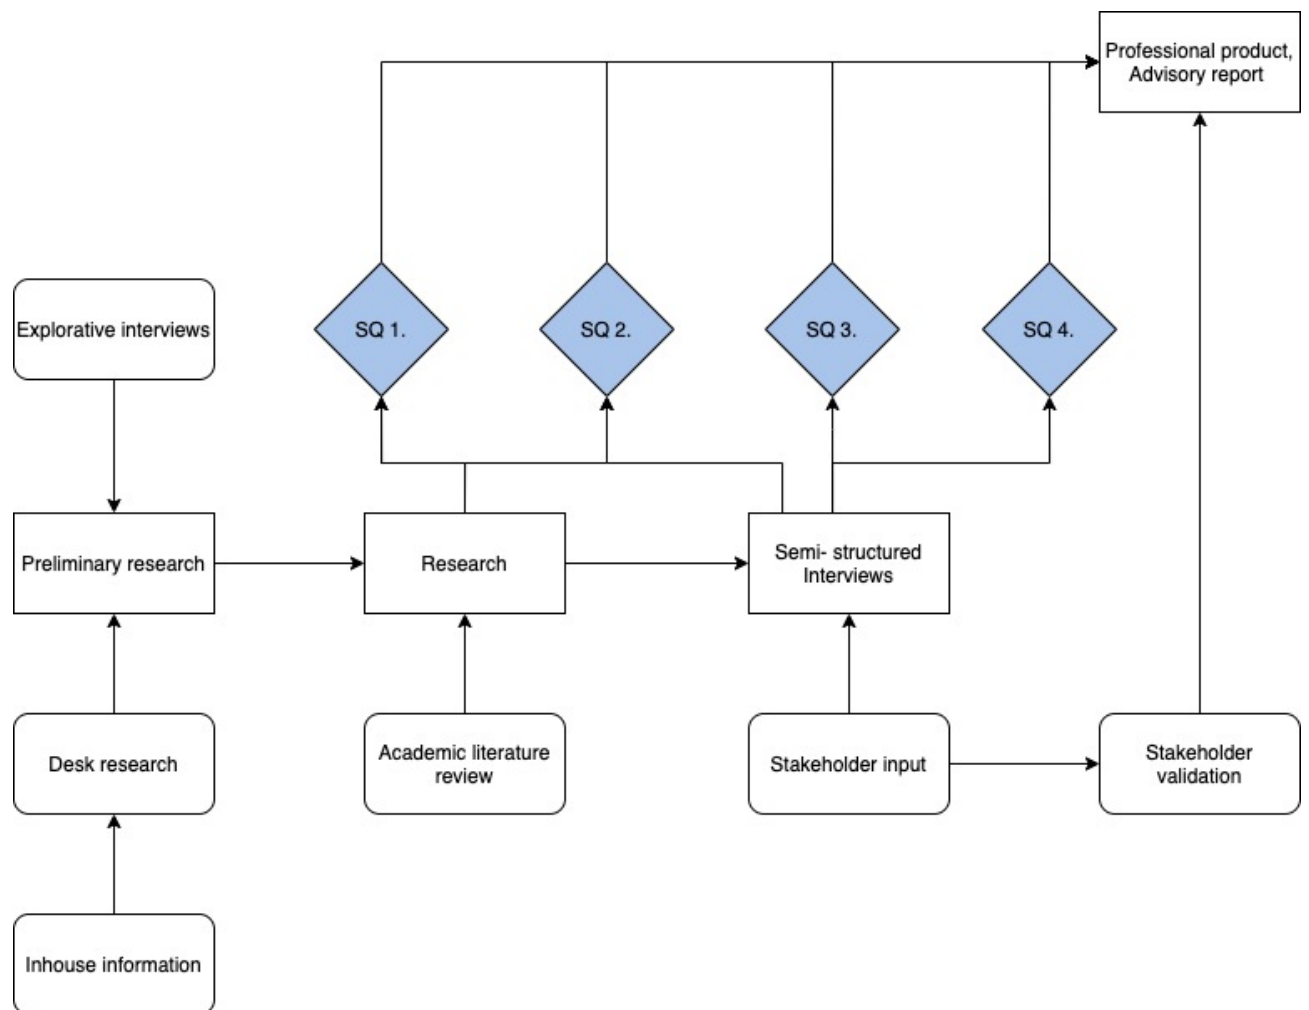 Professional product,
Advisory report
Explorative interviews
SQ 1.
SQ 2.
SQ 3.
SQ 4.
Preliminary research
Research
Semi- structured
Interviews
Desk research
Academic literature
review
Stakeholder input
Stakeholder
validation
Inhouse information